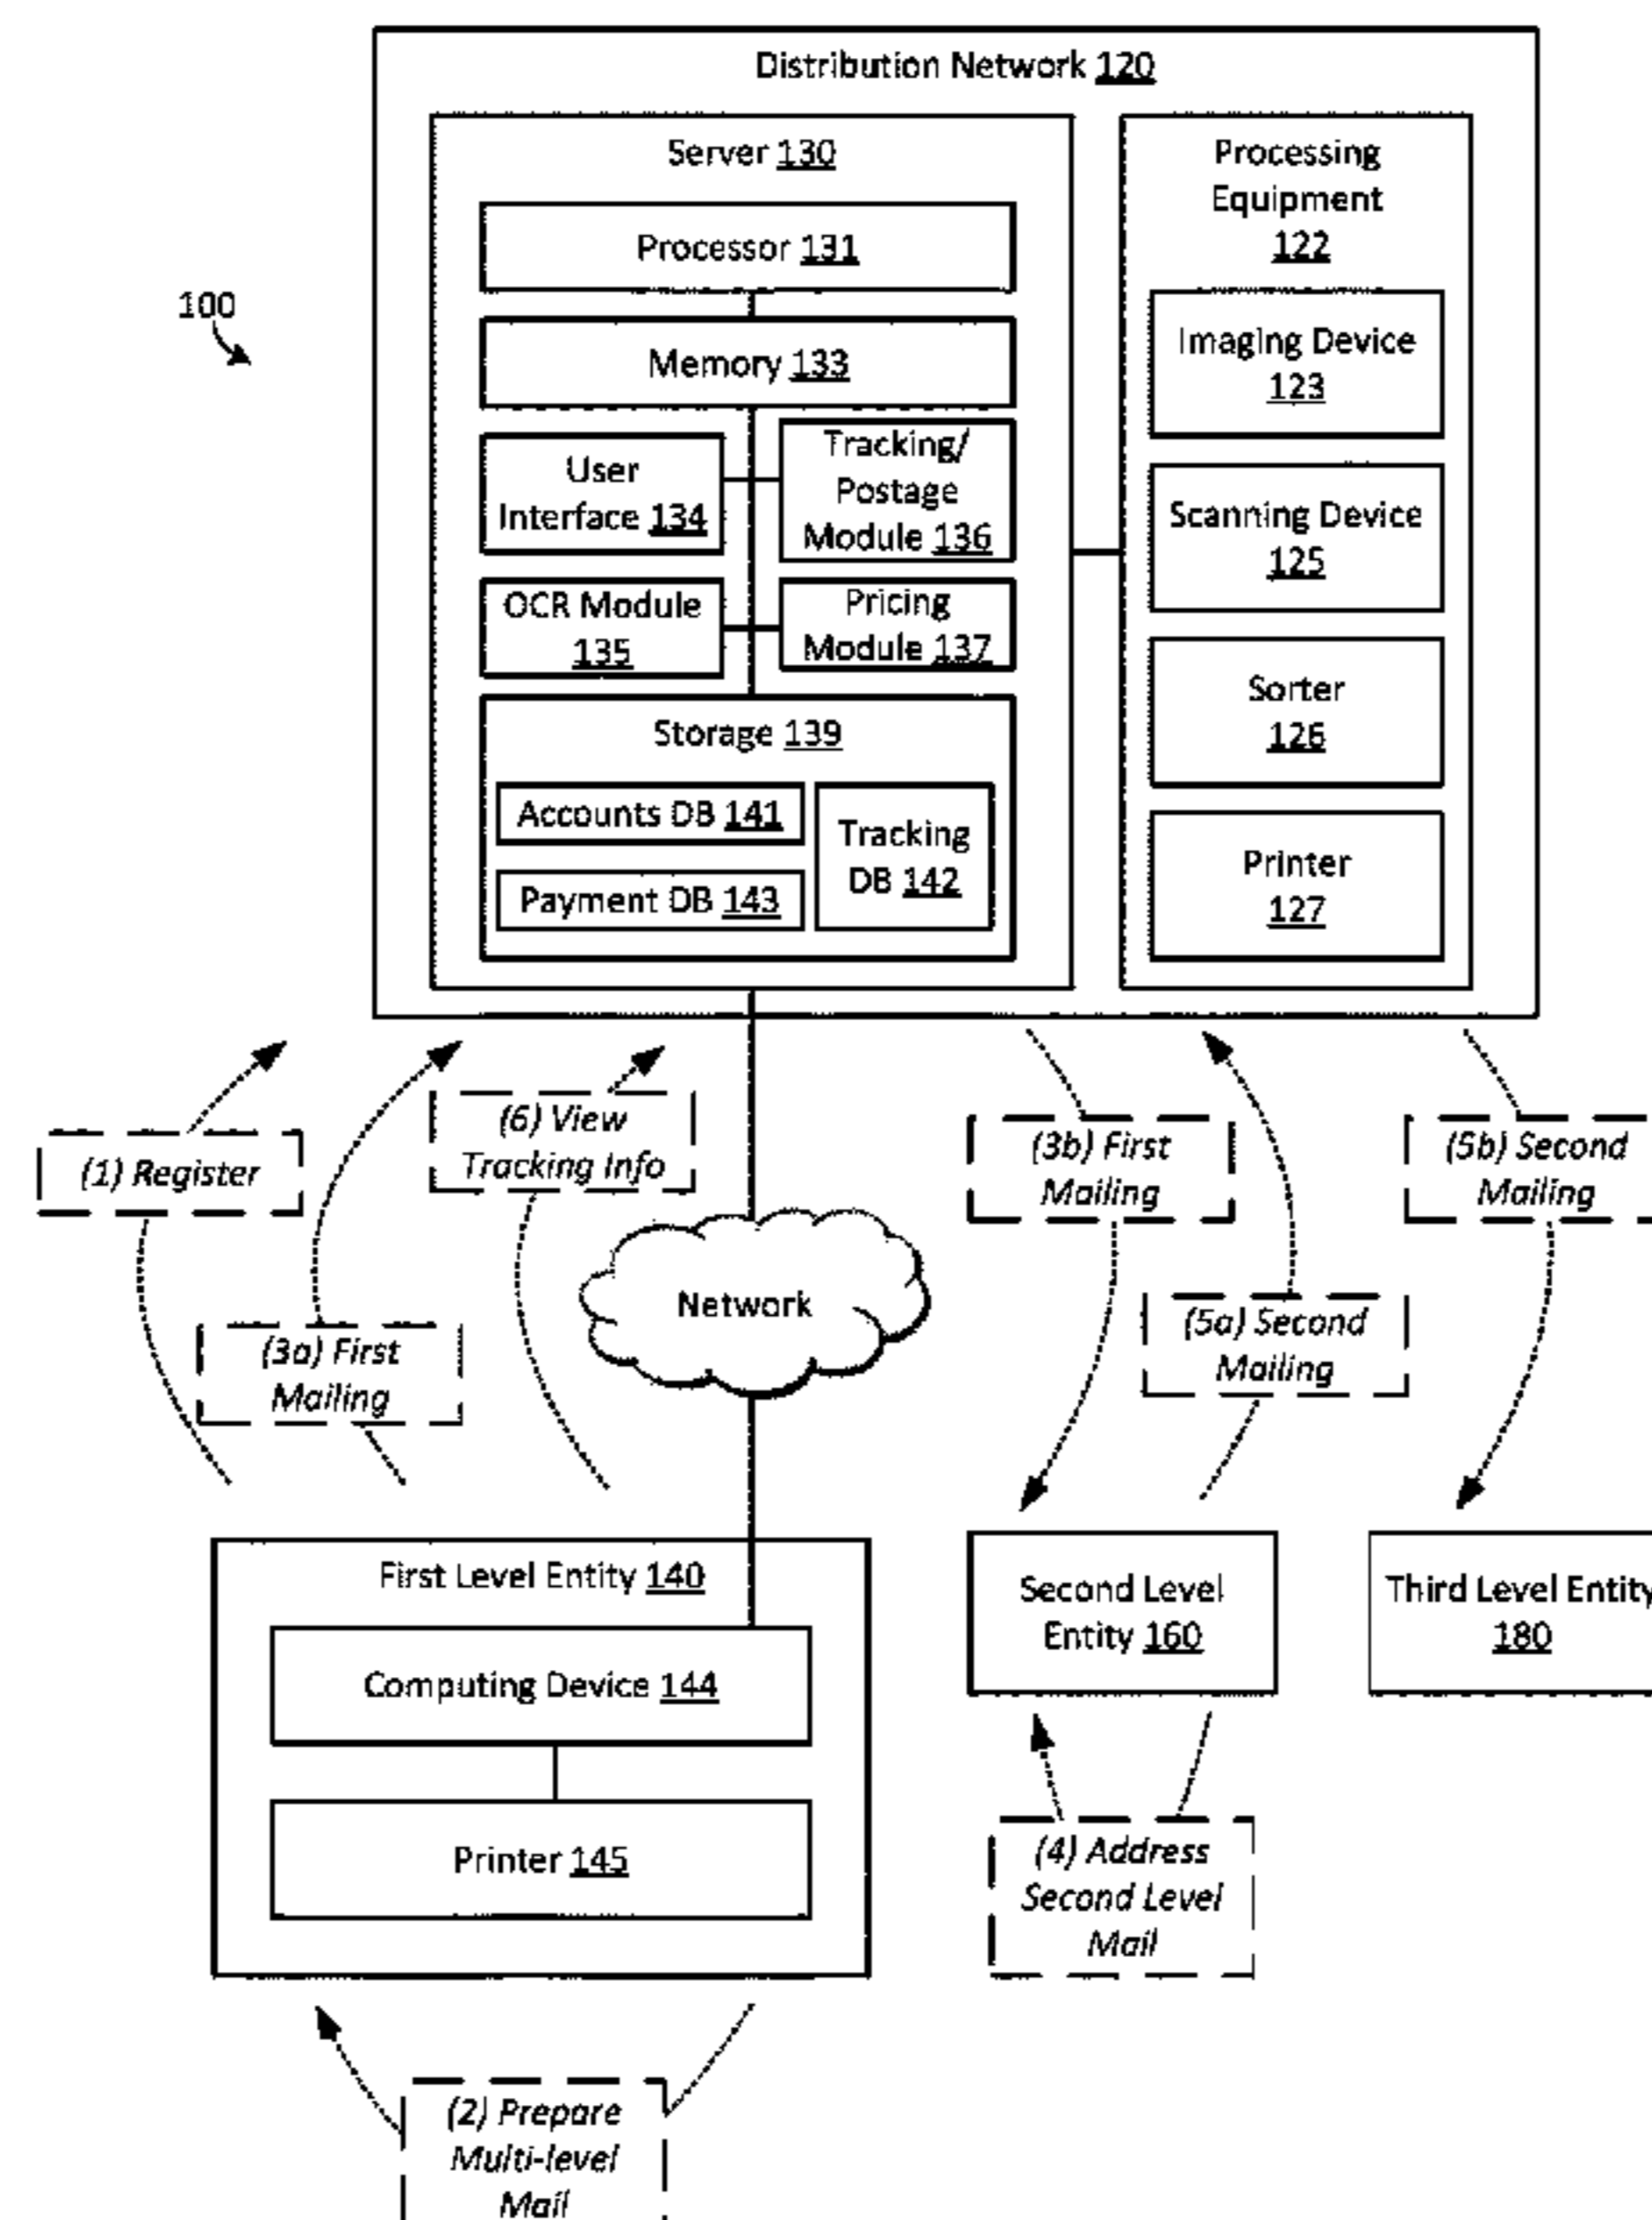 Distribution Network 120
Server 130
Processor 131
Memory 133
User
Interface 134
Tracking/
Postage
Module 136
OCR Module
135
Pricing
Module 137
Storage 139
Accounts DB 141
Payment DB 143
Tracking
DB 142
Processing
Equipment
122
Imaging Device
123
Scanning Device
125
Sorter
126
Printer
127
100
(1) Register
(3a) First
Mailing
(6) View
Tracking Info
Network
(3b) First
Mailing
(5a) Second
Mailing
(5b) Second
Mailing
First Level Entity 140
Computing Device 144
Printer 145
Second Level
Entity 160
Third Level Entity
180
(4) Address
Second Level
Mail
(2) Prepare
Multi-level
Mail